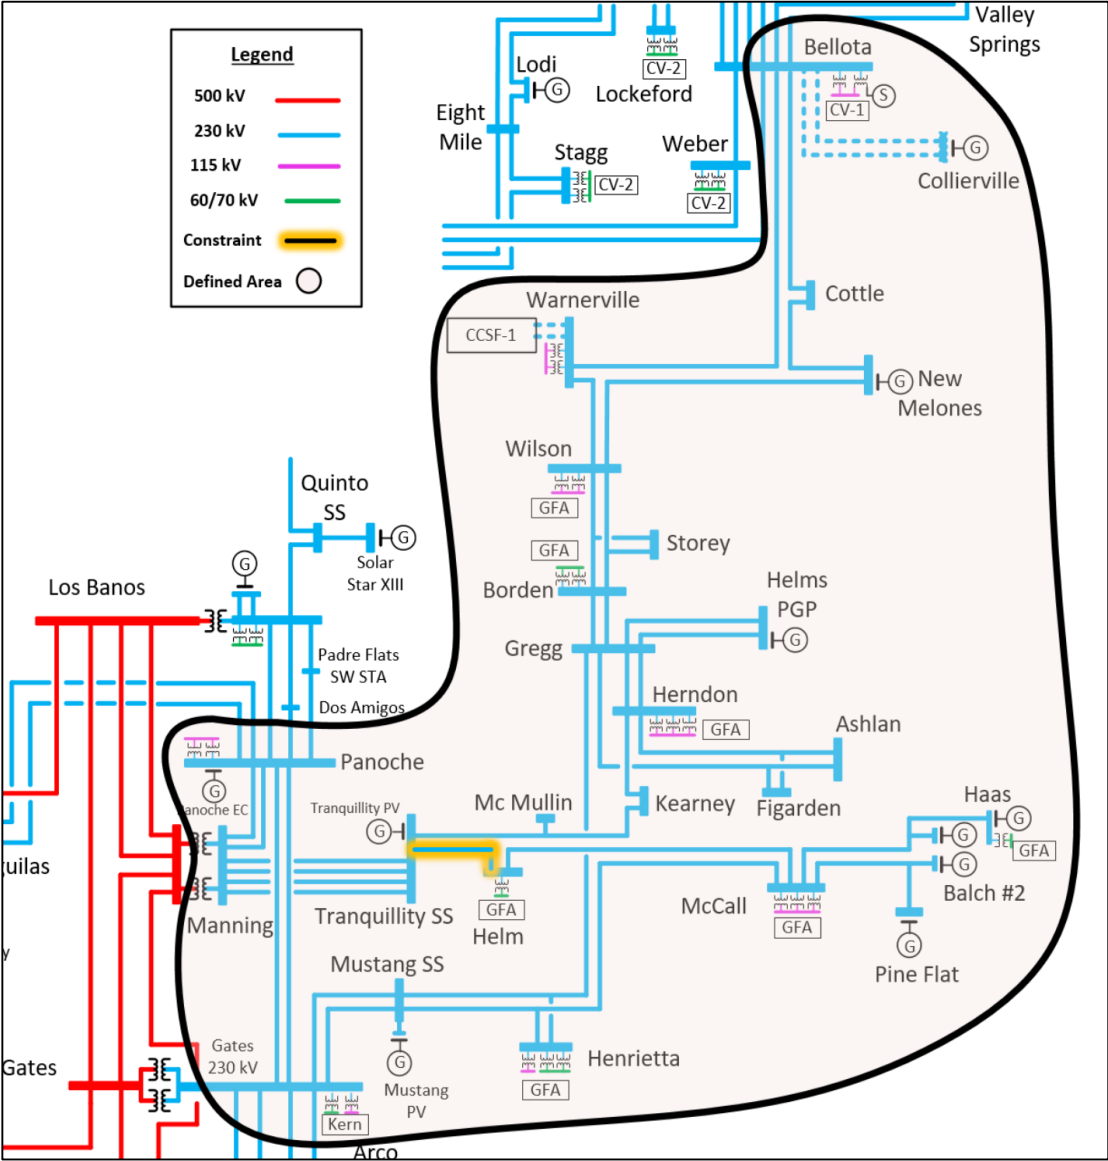 Legend
500 kV
230 kV
115 kV
60/70 kV
Constraint
Defined Area
Valley
Springs
Bellota
S
CV-1
G
Collierville
Lodi
G
CV-2
Lockeford
Eight
Mile
Stagg
CV-2
Weber
CV-2
Cottle
Warnerville
CCSF-1
G
New
Melones
Wilson
GFA
GFA
Storey
Borden
Helms
PGP
G
Gregg
Quinto
SS
G
Solar
Star XIII
G
Los Banos
Padre Flats
SW STA
Dos Amigos
Herndon
GFA
Ashlan
Panoche
G
anoche EC
Tranquillity PV
G
Mc Mullin
Kearney
Figarden
Haas
G
G
GFA
G
Balch #2
uilas
Manning
Tranquillity SS
GFA
Helm
McCall
GFA
G
Pine Flat
y
Mustang SS
Gates
Gates
230 kV
G
Mustang
PV
Henrietta
GFA
Kern
Arco